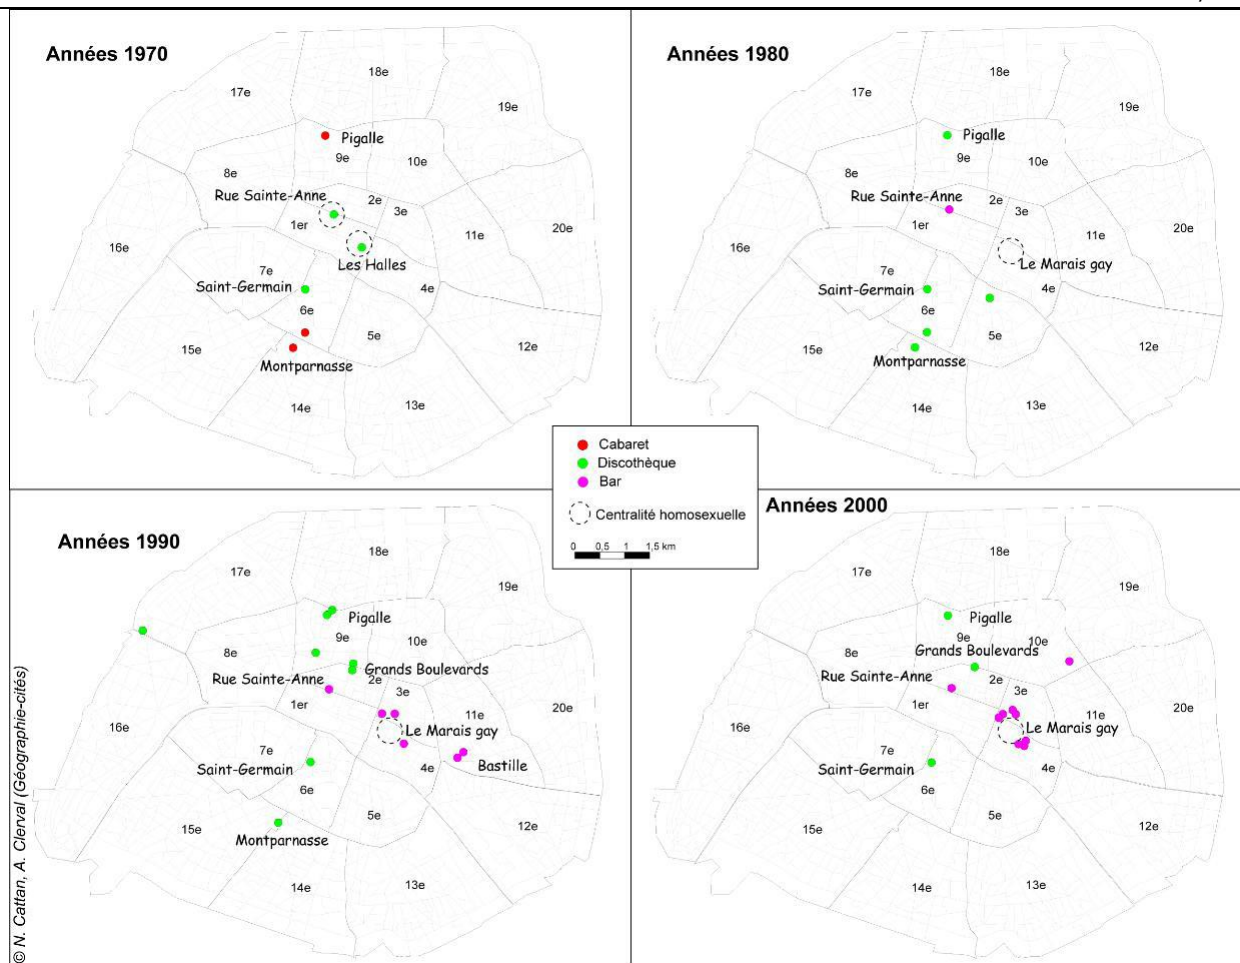 Années 1970
18e
17e
19e
Pigalle
9e
10e
8e
Rue Sainte-Anne
2e
3e
1er
11e
20e
16e
Les Halles
7e
Saint-Germain
4e
6e
5e
15e
12e
Montparnasse
14e
13e
Années 1980
18e
17e
19e
Pigalle
9e
10e
8e
Rue Sainte-Anne
2e
3e
1er
11e
20e
16e
Le Marais gay
7e
Saint-Germain
4e
6e
5e
15e
12e
Montparnasse
14e
13e
Cabaret
Discothèque
Bar
Centralité homosexuelle
0 0,5 1 1,5 km
Années 1990
18e
17e
19e
Pigalle
9e
10e
8e
Grands Boulevards
Rue Sainte-Anne
2e
3e
1er
11e
20e
16e
Le Marais gay
7e
Saint-Germain
4e
Bastille
6e
5e
15e
12e
Montparnasse
14e
13e
Années 2000
18e
17e
19e
Pigalle
9e
10e
8e
Grands Boulevards
Rue Sainte-Anne
2e
3e
1er
11e
20e
16e
Le Marais gay
7e
Saint-Germain
4e
6e
5e
15e
12e
14e
13e
© N. Cattan, A. Clerval (Géographie-cités)